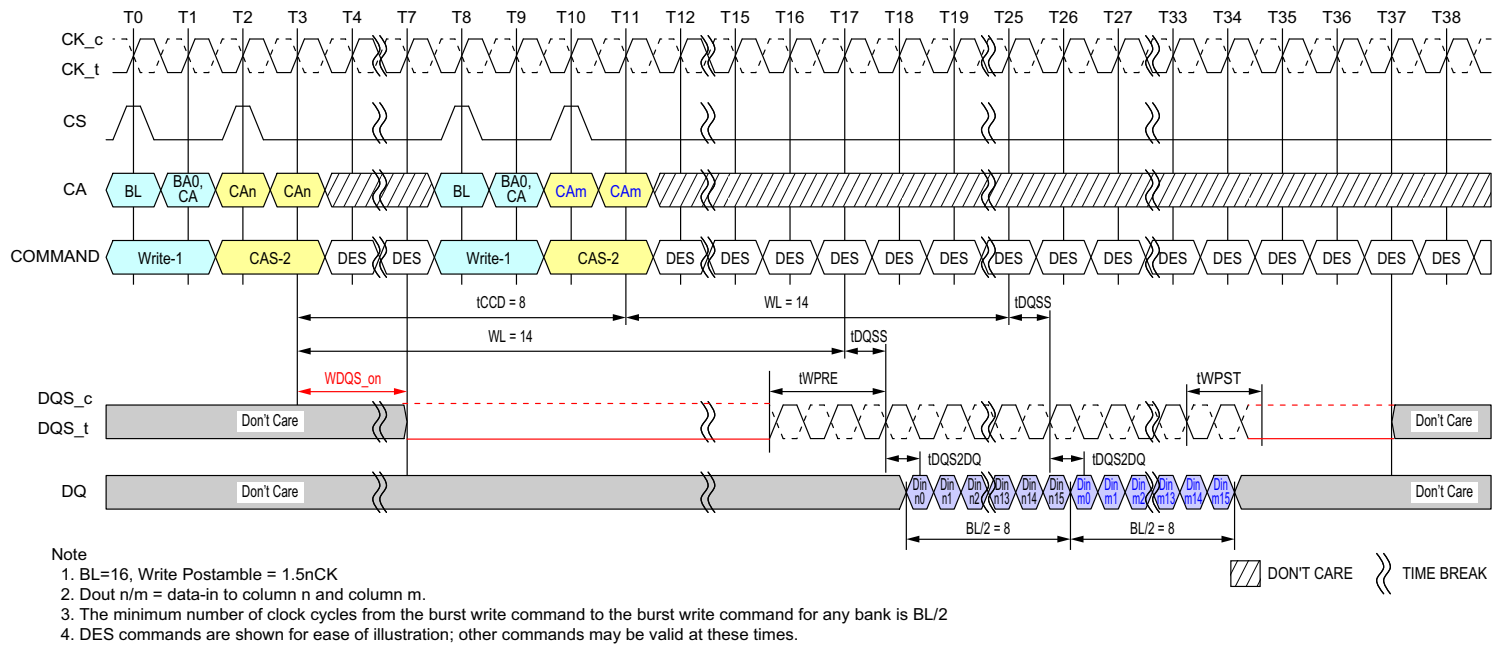 T0 T1 T2 T3 T4 T7 T8 T9 T10 T11 T12 T15 T16 T17 T18 T19 T25 T26 T27 T33 T34 T35 T36 T37 T38
CK_c
CK_t
CS
CA
BL BA0, CA CAn CAn BL BA0, CA CAm CAm
COMMAND
Write-1 CAS-2 DES DES Write-1 CAS-2 DES DES DES DES DES DES DES DES DES DES DES DES DES DES DES
tCCD = 8 WL = 14 tDQSS
WL = 14 tDQSS
WDQS_on tWPRE tWPST
DQS_c
DQS_t
Don't Care Don't Care
tDQS2DQ tDQS2DQ
DQ
Don't Care Din n0 Din n1 Din n2 Din n13 Din n14 Din n15 Din m0 Din m1 Din m2 Din m13 Din m14 Din m15 Don't Care
BL/2 = 8 BL/2 = 8
Note
1. BL=16, Write Postamble = 1.5nCK
2. Dout n/m = data-in to column n and column m.
3. The minimum number of clock cycles from the burst write command to the burst write command for any bank is BL/2
4. DES commands are shown for ease of illustration; other commands may be valid at these times.
DON'T CARE TIME BREAK